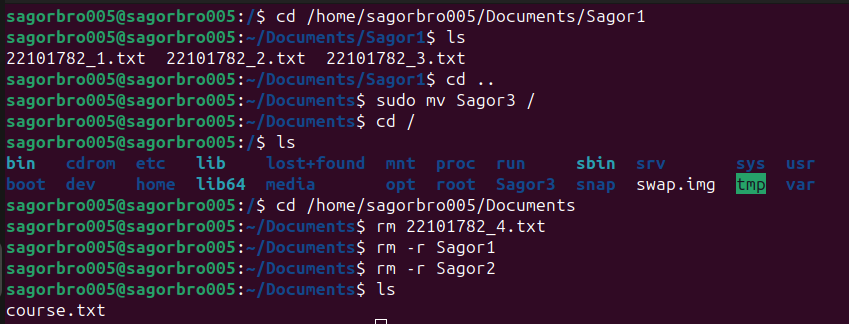 sagorbro005@sagorbro005:/$ cd /home/sagorbro005/Documents/Sagor1
sagorbro005@sagorbro005:~/Documents/Sagor1$ ls
22101782_1.txt  22101782_2.txt  22101782_3.txt
sagorbro005@sagorbro005:~/Documents/Sagor1$ cd ..
sagorbro005@sagorbro005:~/Documents$ sudo mv Sagor3 /
sagorbro005@sagorbro005:~/Documents$ cd /
sagorbro005@sagorbro005:/$ ls
bin   cdrom  etc   lib    lost+found  mnt  proc  run     sbin  srv       sys  usr
boot  dev    home  lib64  media       opt  root  Sagor3  snap  swap.img  tmp  var
sagorbro005@sagorbro005:/$ cd /home/sagorbro005/Documents
sagorbro005@sagorbro005:~/Documents$ rm 22101782_4.txt
sagorbro005@sagorbro005:~/Documents$ rm -r Sagor1
sagorbro005@sagorbro005:~/Documents$ rm -r Sagor2
sagorbro005@sagorbro005:~/Documents$ ls
course.txt